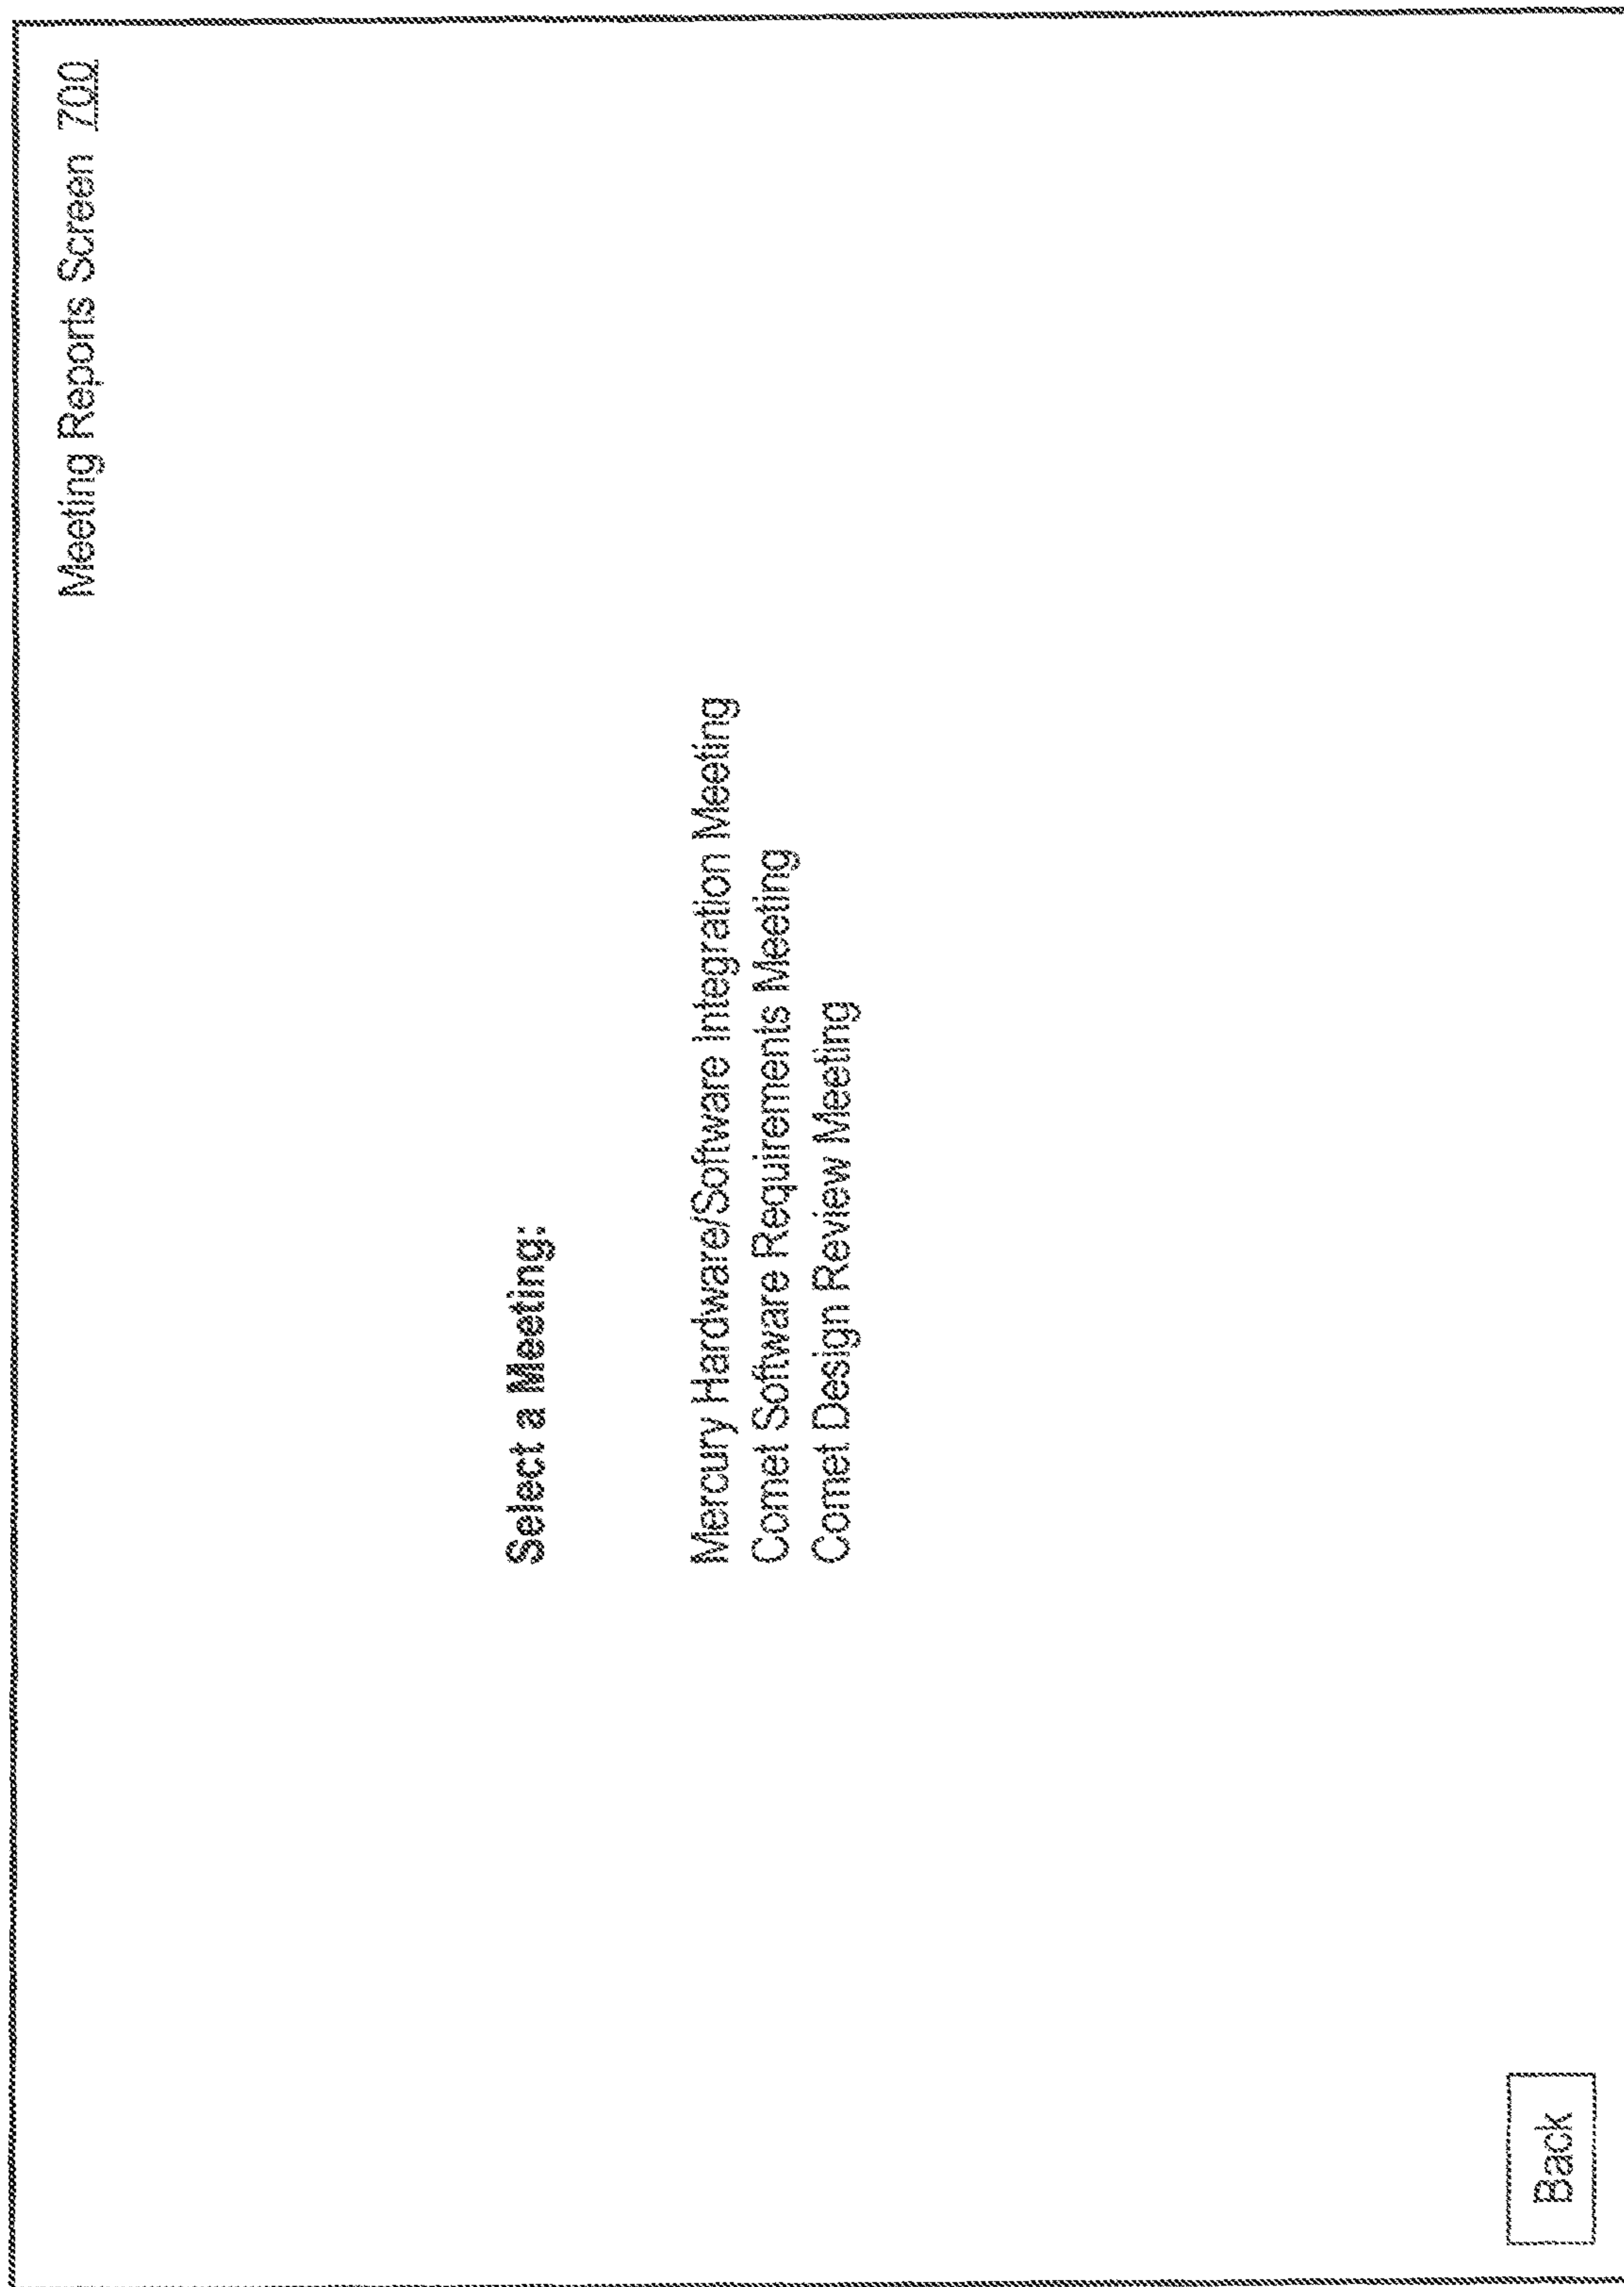 Meeting Reports Screen 700
Select a Meeting:
Mercury Hardware/Software Integration Meeting
Comet Software Requirements Meeting
Comet Design Review Meeting
Back